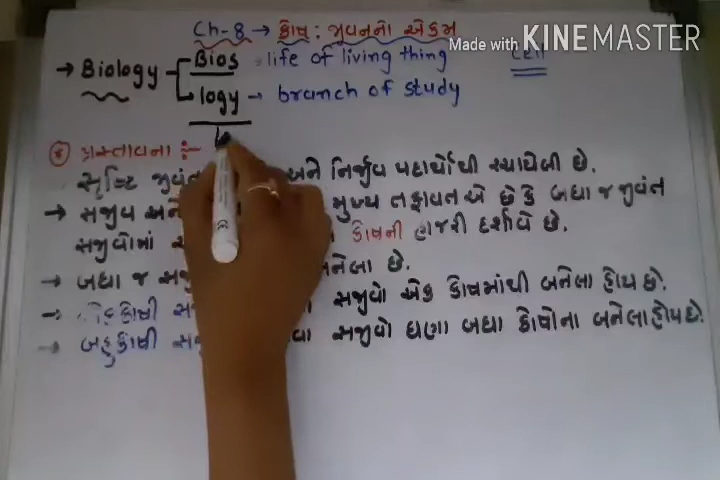 Ch-8 → કોષ : જીવનનો એકમ
Made with KINEMASTER
→ Biology
Bios - life of living thing
Cell
logy → branch of study
* પ્રસ્તાવના :-
સૃષ્ટિ અને નિર્જીવ પદાર્થોથી રચાયેલી છે.
→ સજીવ મુખ્ય તફાવત એ છે કે બધા જ જીવંત
સજીવોમાં કોષની હાજરી દર્શાવે છે.
→ બધા જ બનેલા છે.
→ સજીવો એક કોષમાંથી બનેલા હોય છે.
→ બહુકોષી સજીવો ઘણા બધા કોષોના બનેલા હોય છે.